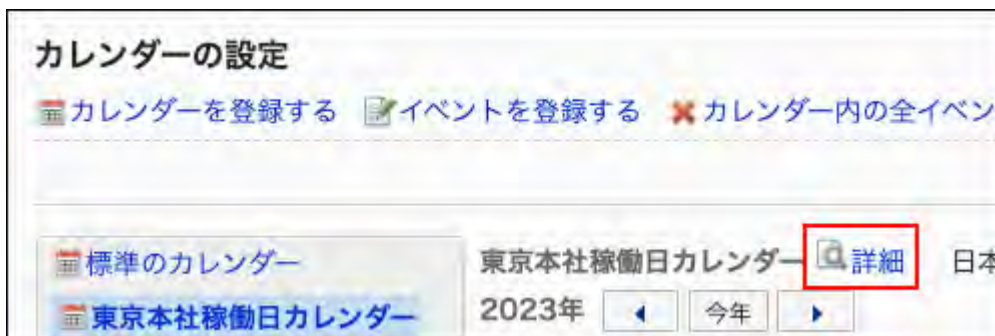 カレンダーの設定
カレンダーを登録する イベントを登録する カレンダー内の全イベン
標準のカレンダー
東京本社稼働日カレンダー
東京本社稼働日カレンダー 詳細 日本
2023年 今年